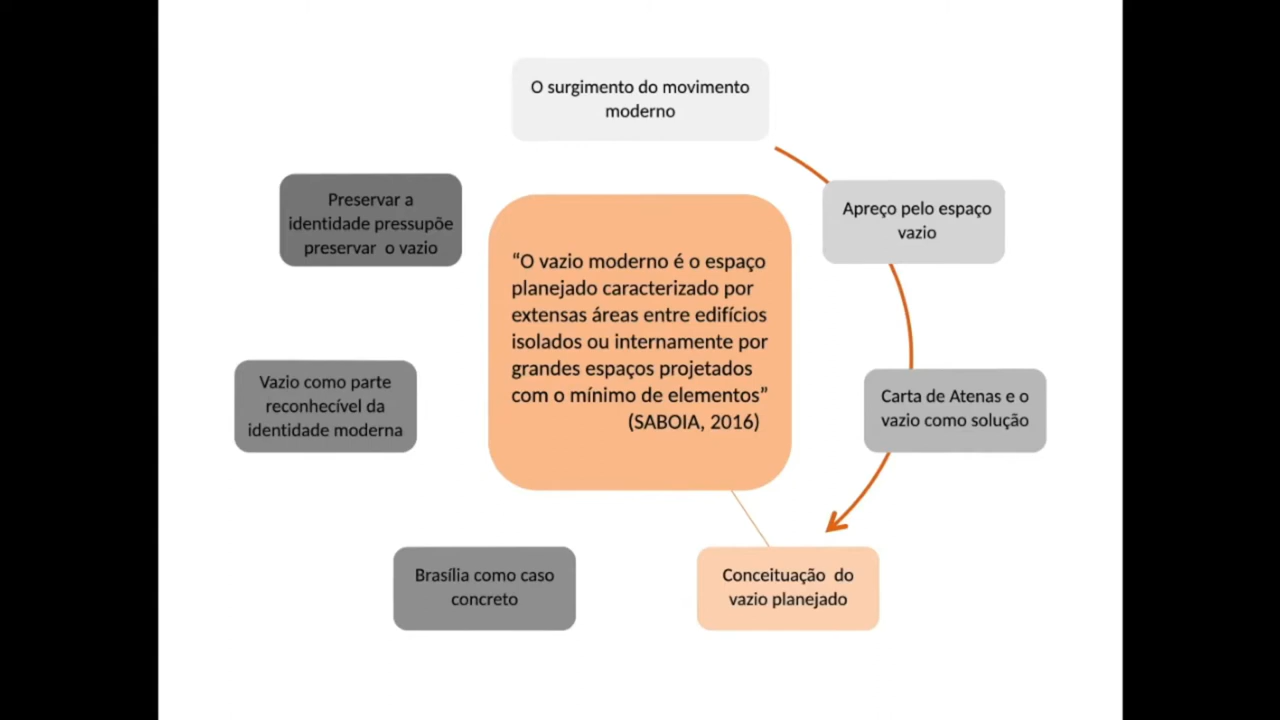 O surgimento do movimento
moderno
Apreço pelo espaço
vazio
Carta de Atenas e o
vazio como solução
Conceituação do
vazio planejado
Brasília como caso
concreto
Vazio como parte
reconhecível da
identidade moderna
Preservar a
identidade pressupõe
preservar o vazio
“O vazio moderno é o espaço
planejado caracterizado por
extensas áreas entre edifícios
isolados ou internamente por
grandes espaços projetados
com o mínimo de elementos”
(SABOIA, 2016)